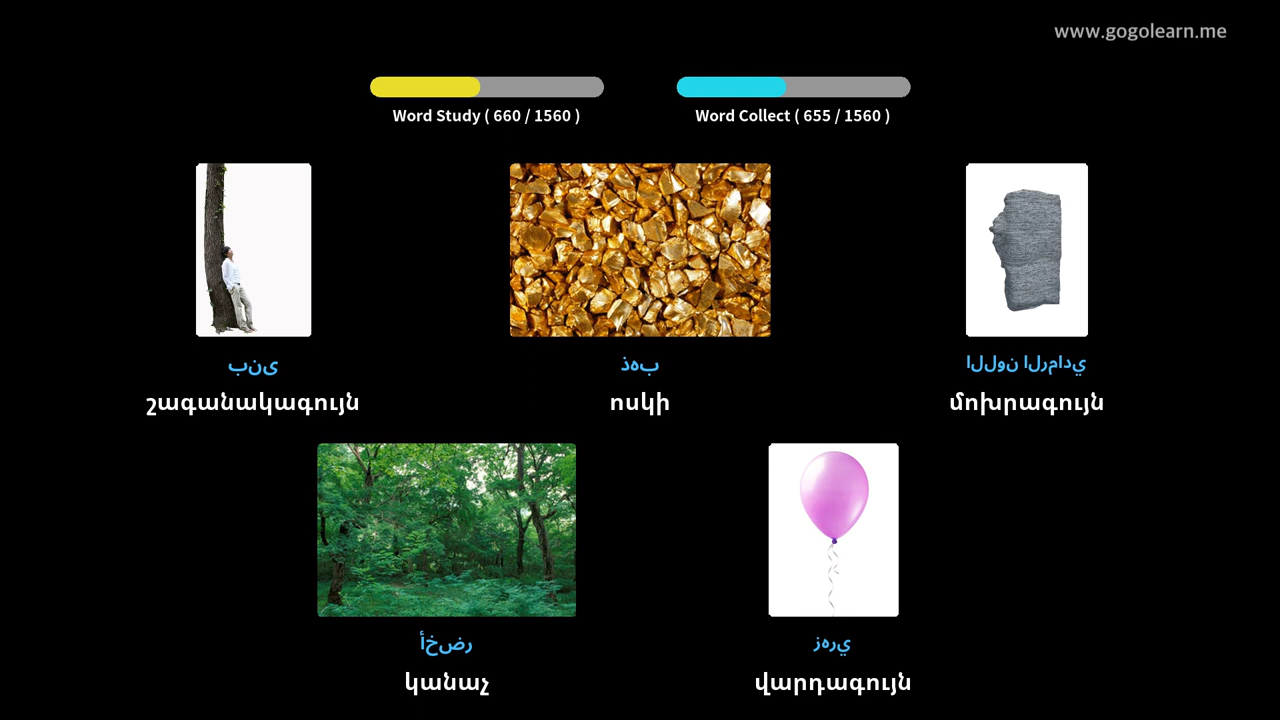 www.gogolearn.me
Word Study ( 660 / 1560 )
Word Collect ( 655 / 1560 )
بنى
շագանակագույն
ذهب
ոսկի
اللون الرمادي
մոխրագույն
أخضر
կանաչ
زهري
վարդագույն